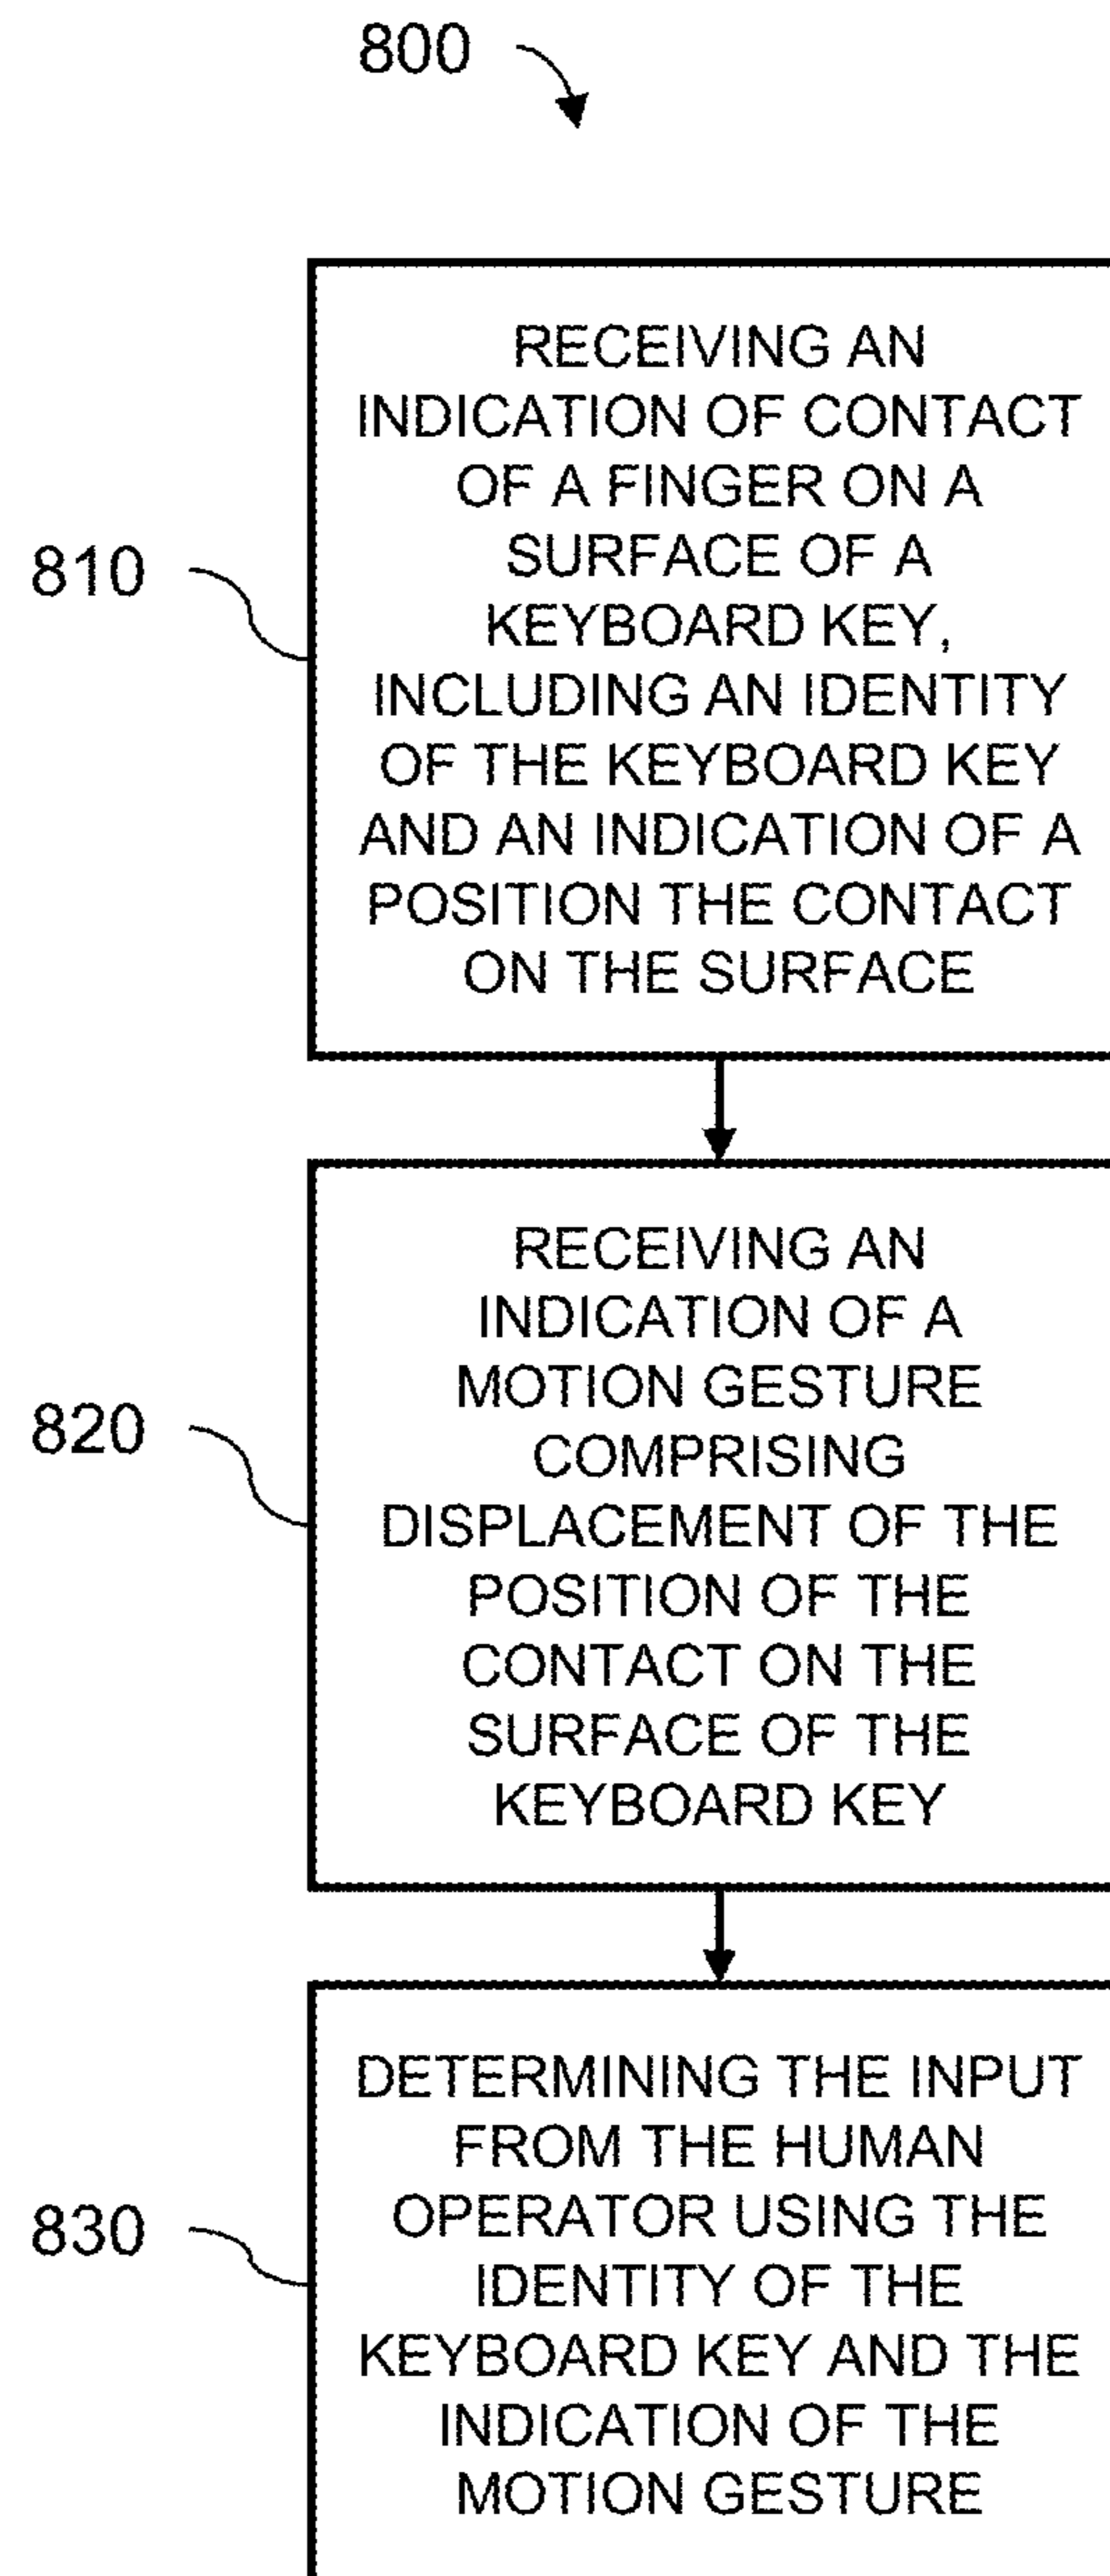 800
810
RECEIVING AN
INDICATION OF CONTACT
OF A FINGER ON A
SURFACE OF A
KEYBOARD KEY,
INCLUDING AN IDENTITY
OF THE KEYBOARD KEY
AND AN INDICATION OF A
POSITION THE CONTACT
ON THE SURFACE
820
RECEIVING AN
INDICATION OF A
MOTION GESTURE
COMPRISING
DISPLACEMENT OF THE
POSITION OF THE
CONTACT ON THE
SURFACE OF THE
KEYBOARD KEY
830
DETERMINING THE INPUT
FROM THE HUMAN
OPERATOR USING THE
IDENTITY OF THE
KEYBOARD KEY AND THE
INDICATION OF THE
MOTION GESTURE